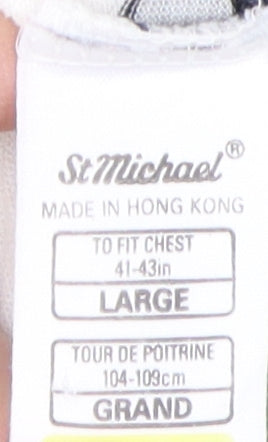 St Michael®
MADE IN HONG KONG
TO FIT CHEST
41-43in
LARGE
TOUR DE POITRINE
104-109cm
GRAND